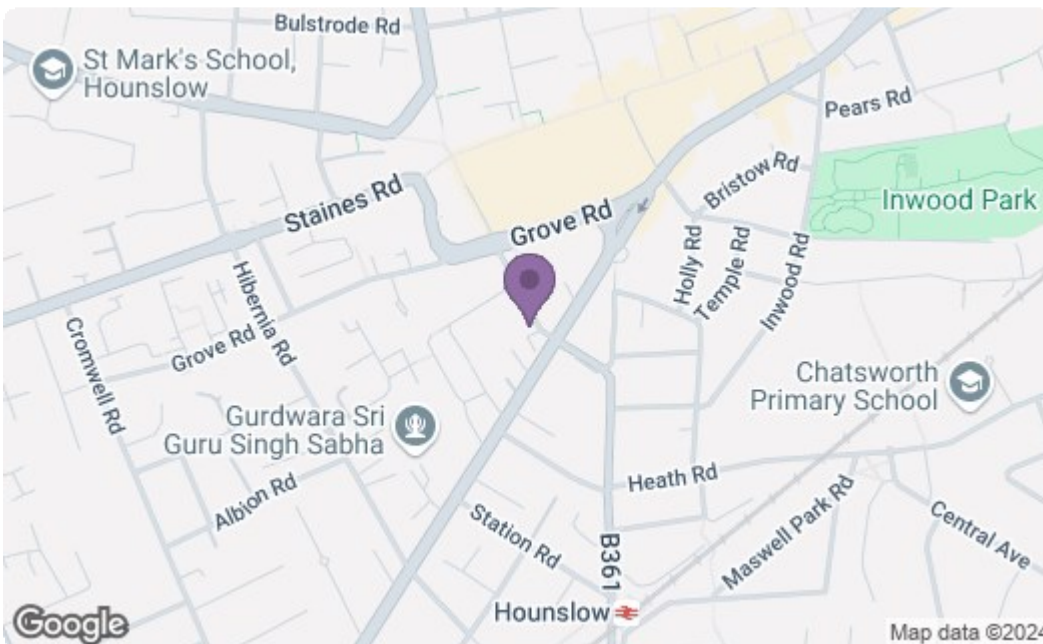 Bulstrode Rd
St Mark's School,
Hounslow
Pears Rd
Bristow Rd
Inwood Park
Staines Rd
Grove Rd
Holly Rd
Temple Rd
Inwood Rd
Hibernia Rd
Cromwell Rd
Grove Rd
Chatsworth
Primary School
Gurdwara Sri
Guru Singh Sabha
Albion Rd
Heath Rd
Maswell Park Rd
Central Ave
Station Rd
B361
Hounslow
Google
Map data ©2024